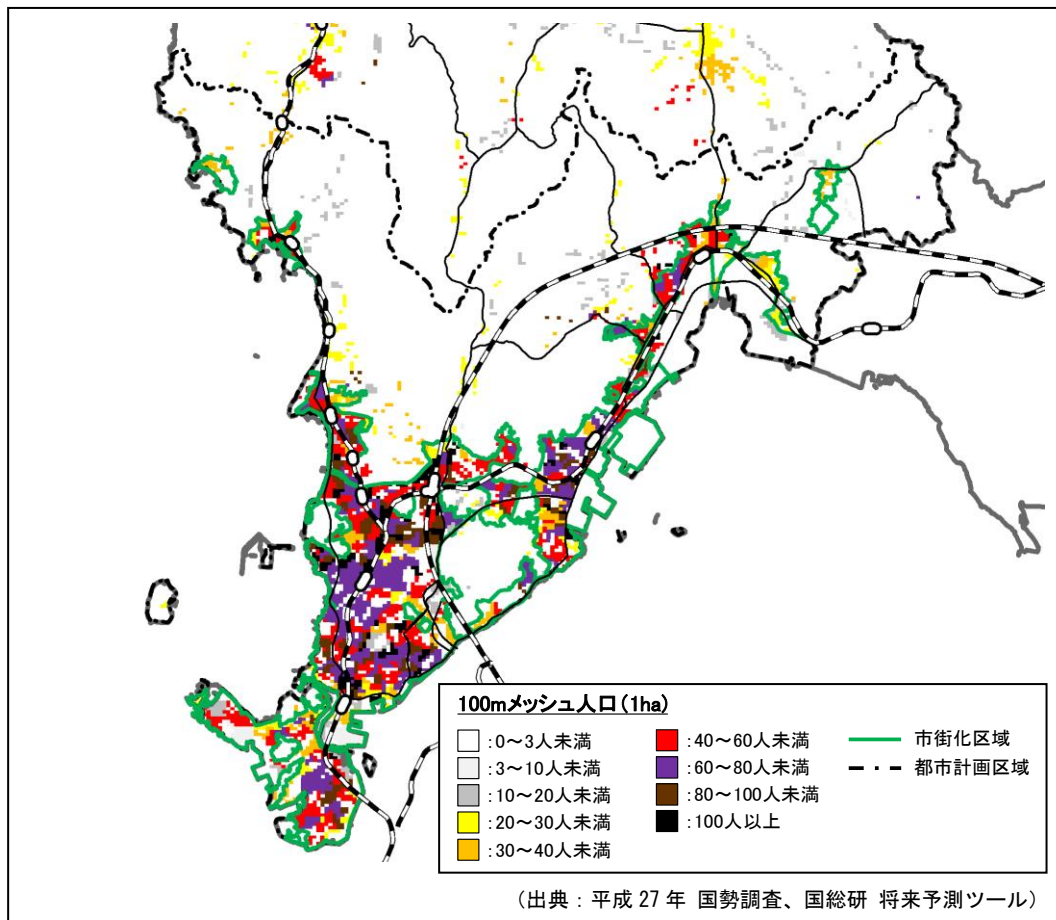 100mメッシュ人口(1ha)
:0～3人未満
:3～10人未満
:10～20人未満
:20～30人未満
:30～40人未満
:40～60人未満
:60～80人未満
:80～100人未満
:100人以上
市街化区域
都市計画区域
(出典:平成 27 年 国勢調査、国総研 将来予測ツール)